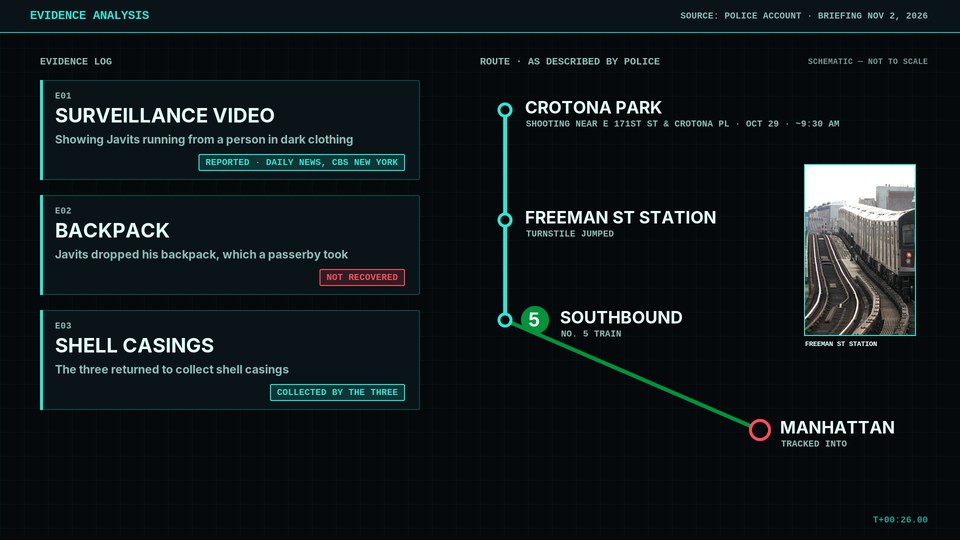 EVIDENCE ANALYSIS
SOURCE: POLICE ACCOUNT · BRIEFING NOV 2, 2026
EVIDENCE LOG
E01
SURVEILLANCE VIDEO
Showing Javits running from a person in dark clothing
REPORTED · DAILY NEWS, CBS NEW YORK
E02
BACKPACK
Javits dropped his backpack, which a passerby took
NOT RECOVERED
E03
SHELL CASINGS
The three returned to collect shell casings
COLLECTED BY THE THREE
ROUTE · AS DESCRIBED BY POLICE
SCHEMATIC — NOT TO SCALE
CROTONA PARK
SHOOTING NEAR E 171ST ST & CROTONA PL · OCT 29 · ~9:30 AM
FREEMAN ST STATION
TURNSTILE JUMPED
5
SOUTHBOUND
NO. 5 TRAIN
FREEMAN ST STATION
MANHATTAN
TRACKED INTO
T+00:26.00